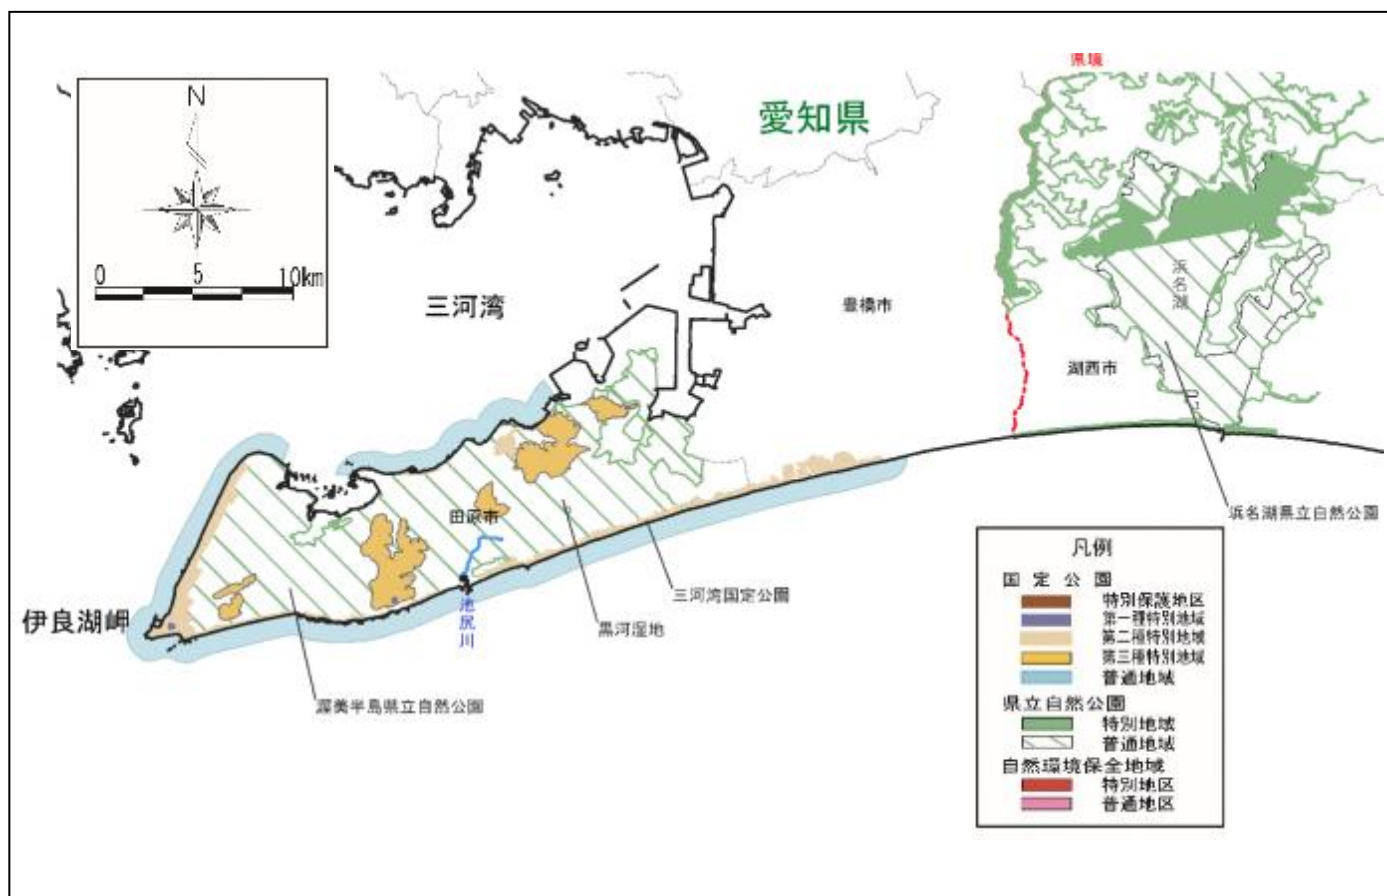 県境
N
愛知県
0 5 10km
三河湾
豊橋市
浜名湖
湖西市
浜名湖県立自然公園
田原市
三河湾国定公園
伊良湖岬
池尻川
黒河湿地
渥美半島県立自然公園
凡例
国定公園
特別保護地区
第一種特別地域
第二種特別地域
第三種特別地域
普通地域
県立自然公園
特別地域
普通地域
自然環境保全地域
特別地区
普通地区